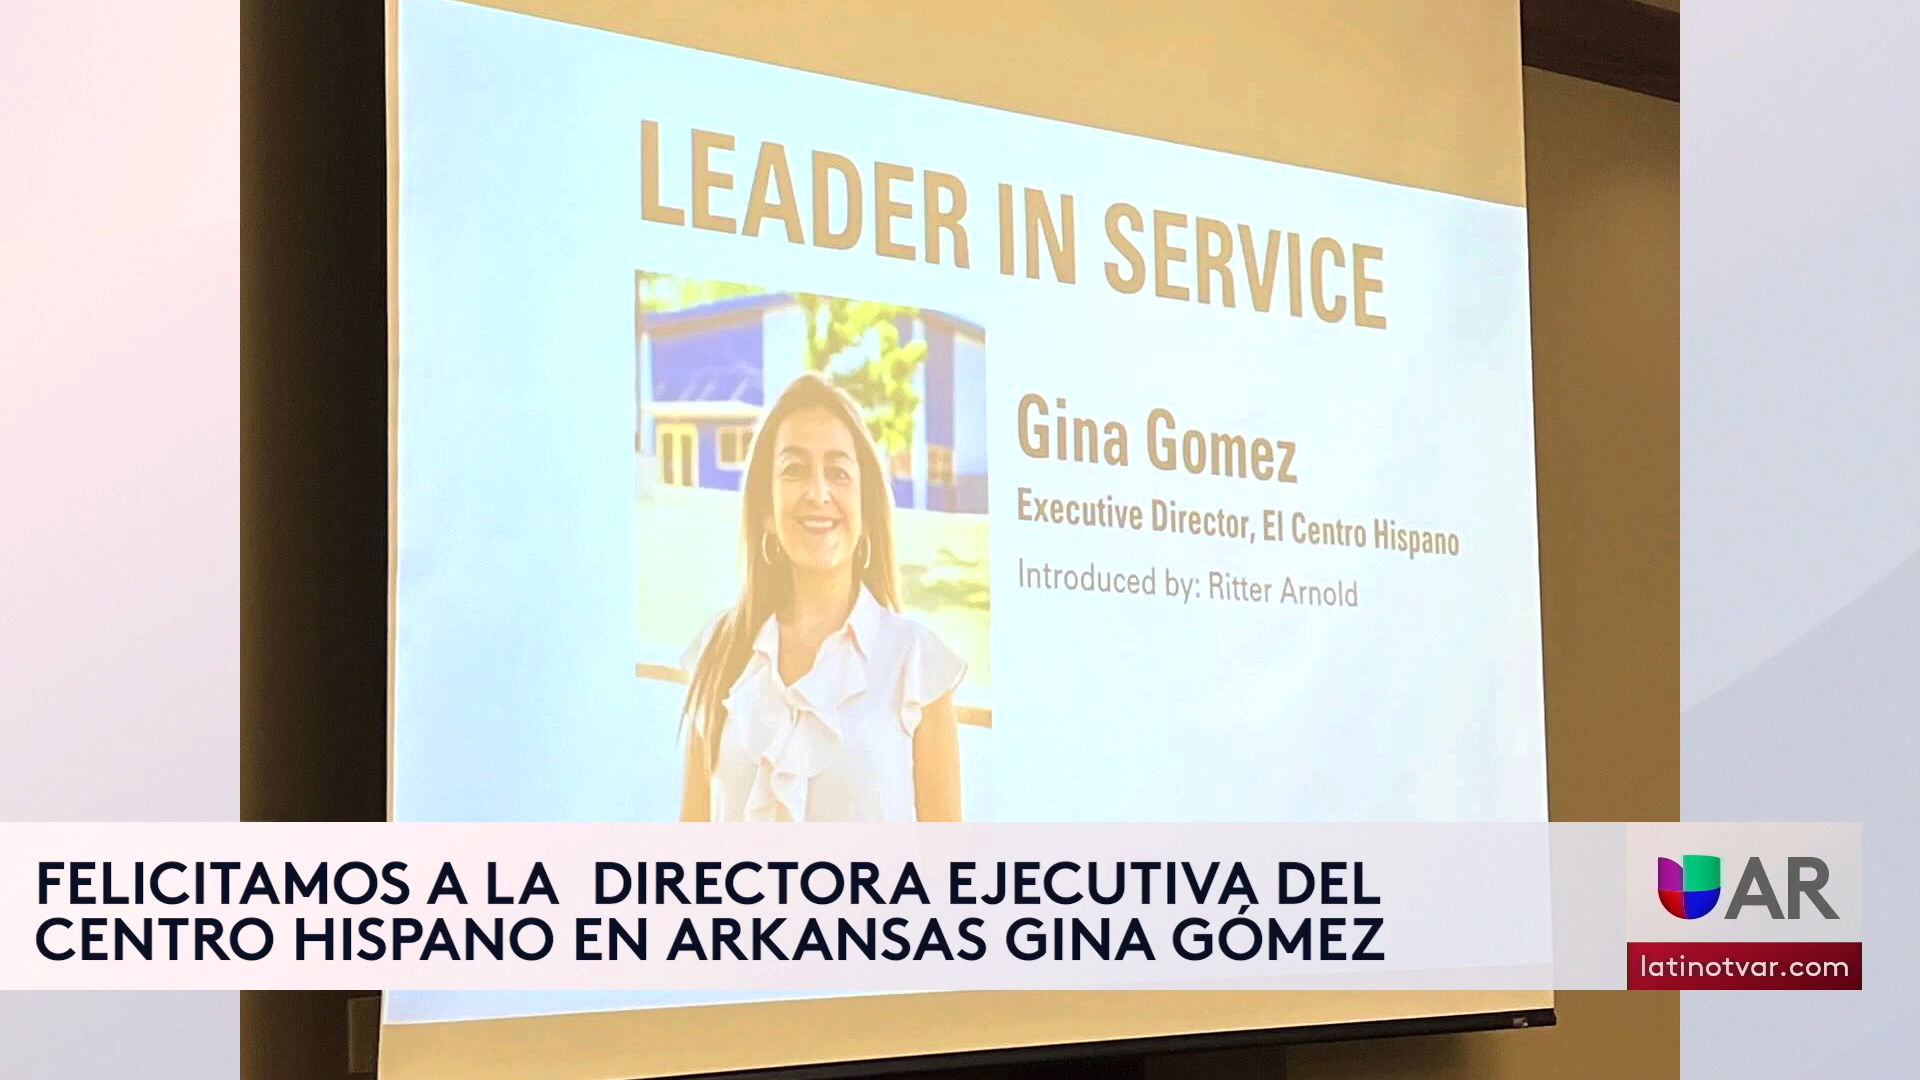 LEADER IN SERVICE
Gina Gomez
Executive Director, El Centro Hispano
Introduced by: Ritter Arnold
FELICITAMOS A LA DIRECTORA EJECUTIVA DEL
CENTRO HISPANO EN ARKANSAS GINA GÓMEZ
AR
latinotvar.com